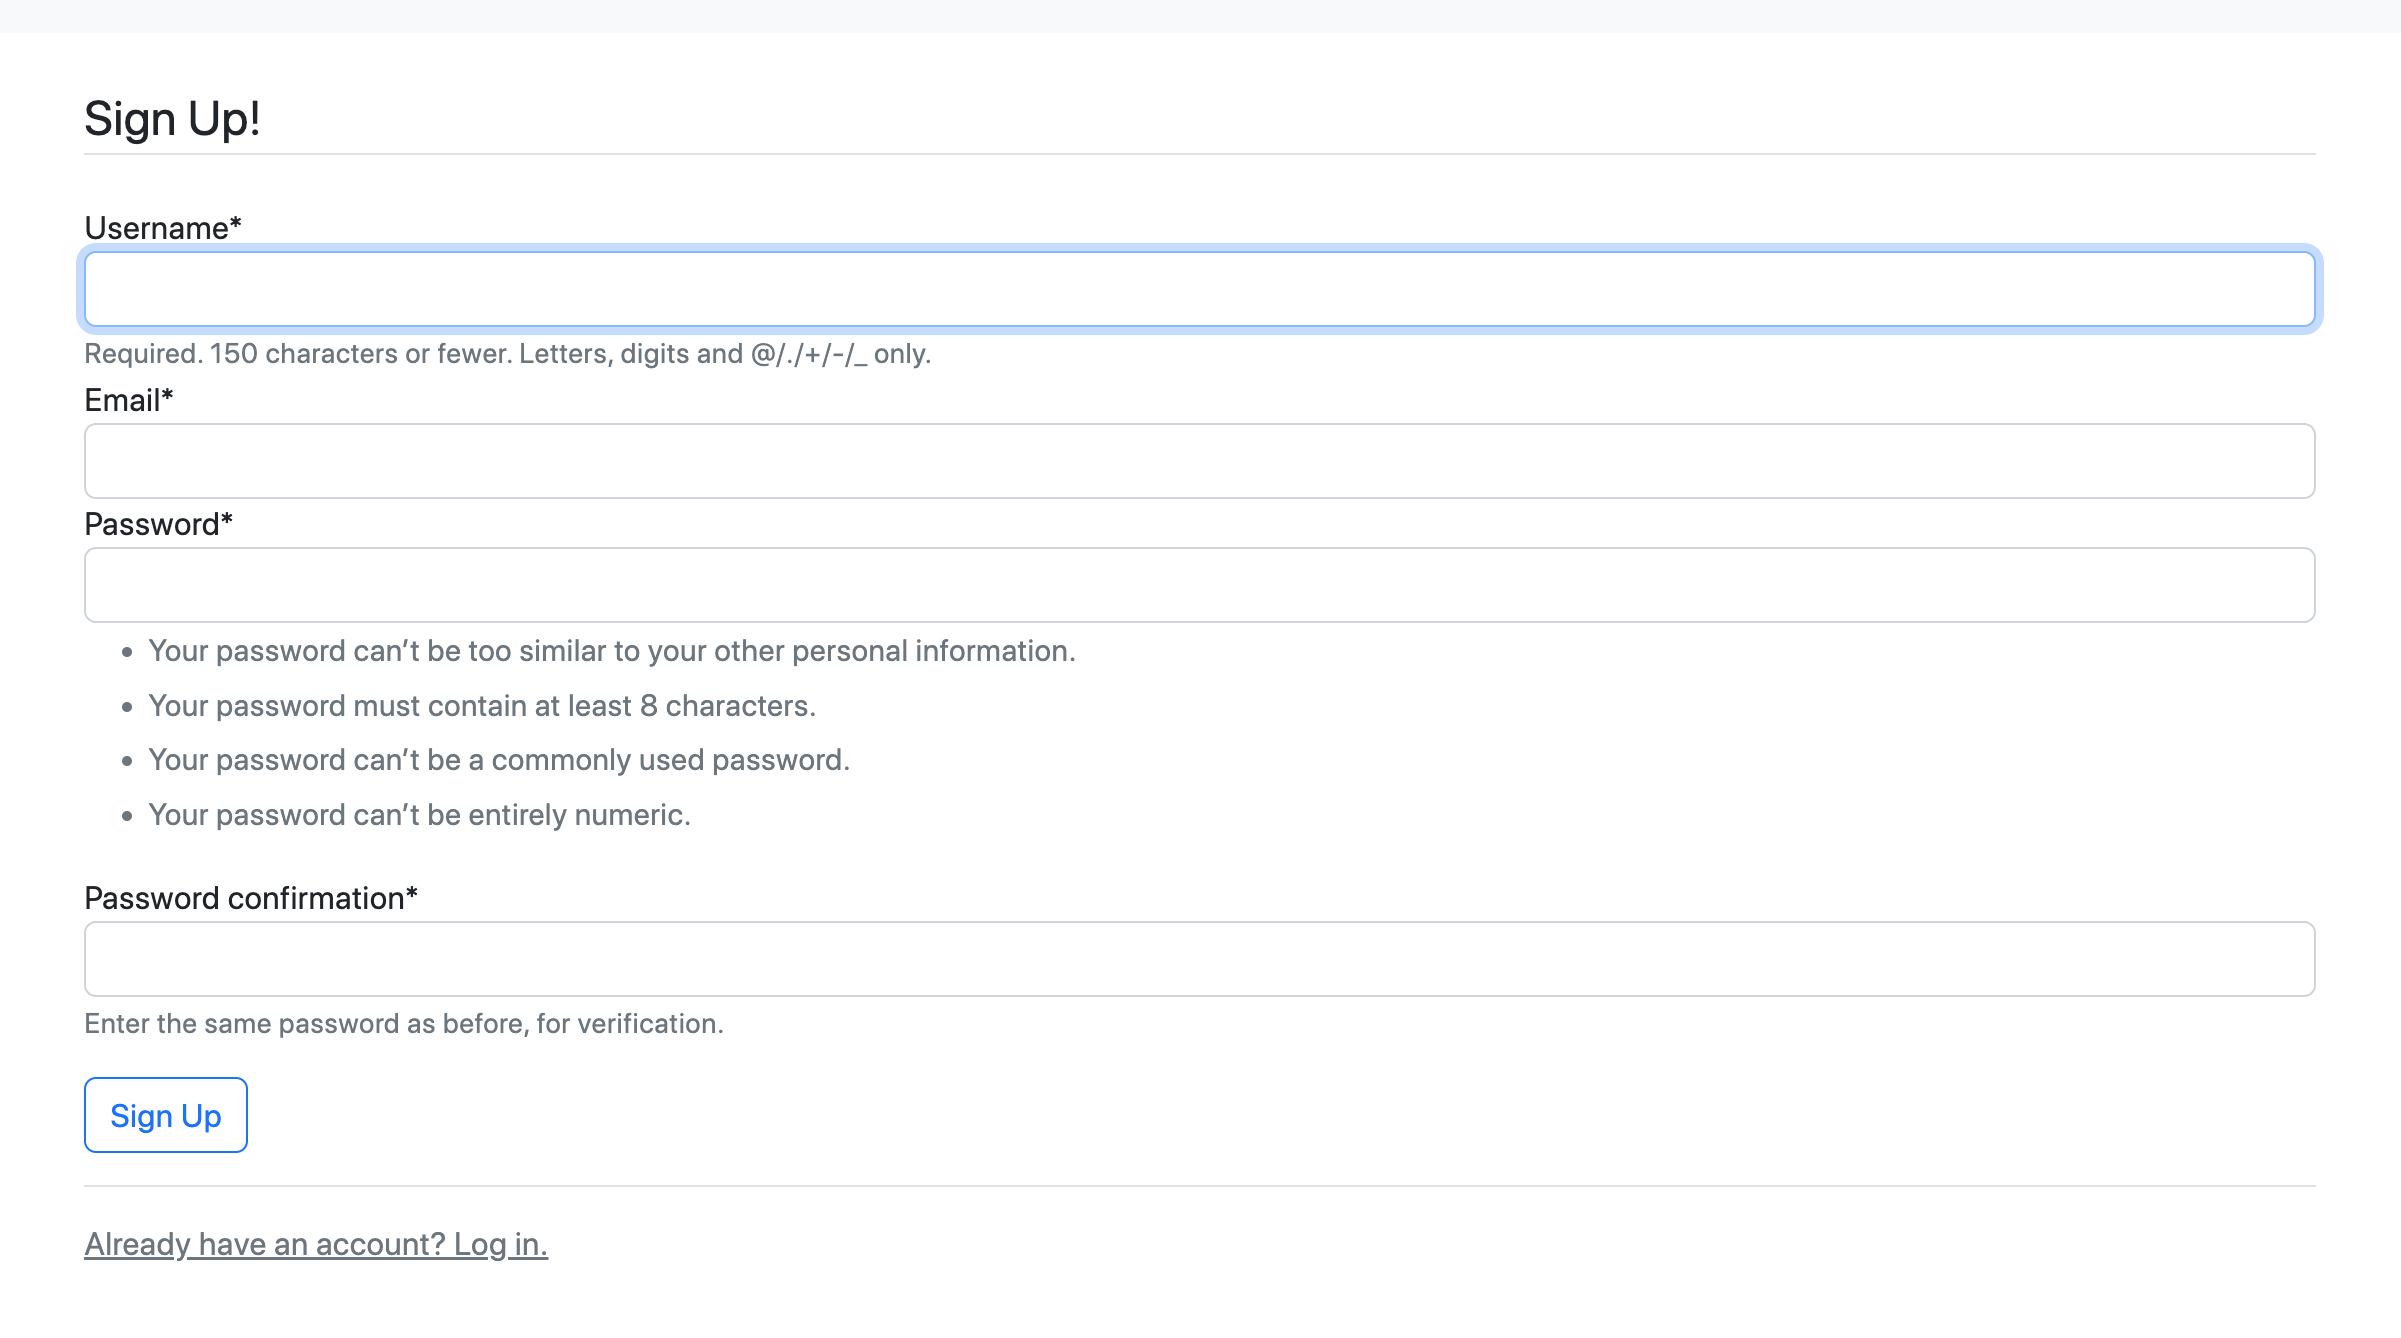 Sign Up!
Username*
Required. 150 characters or fewer. Letters, digits and @/./+/-/_ only.
Email*
Password*
• Your password can’t be too similar to your other personal information.
• Your password must contain at least 8 characters.
• Your password can’t be a commonly used password.
• Your password can’t be entirely numeric.
Password confirmation*
Enter the same password as before, for verification.
Sign Up
Already have an account? Log in.